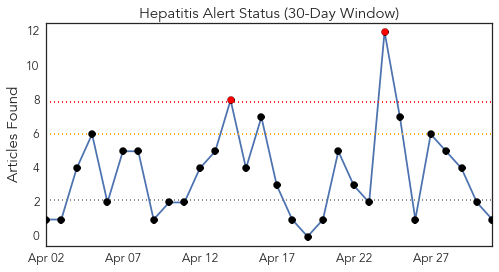 Hepatitis Alert Status (30-Day Window)
Articles Found
12
10
8
6
4
2
0
Apr 02 Apr 07 Apr 12 Apr 17 Apr 22 Apr 27